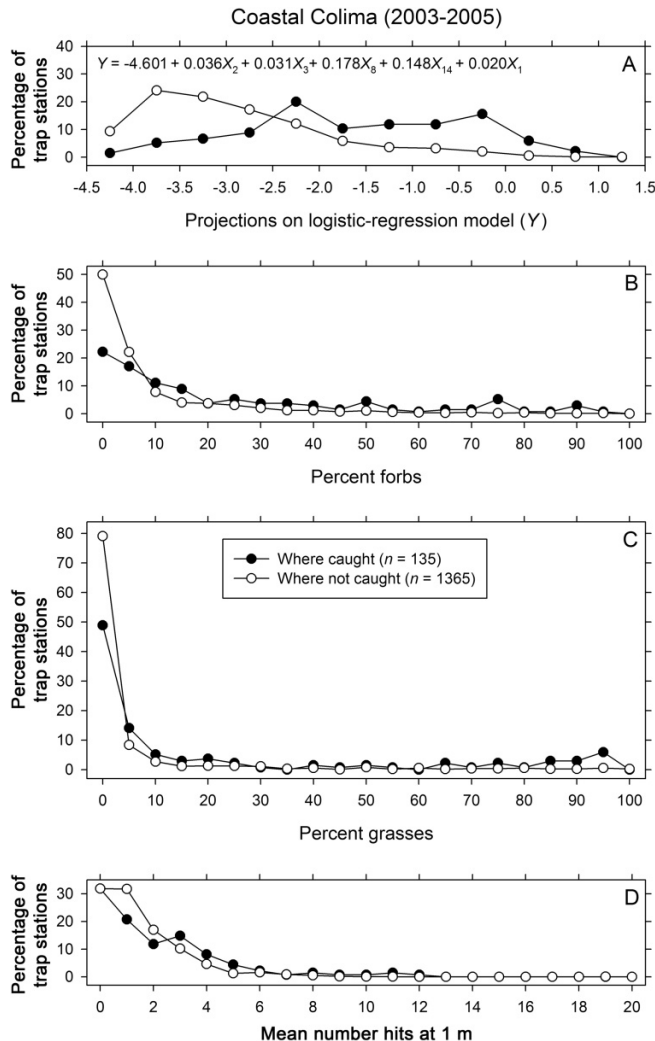 Coastal Colima (2003-2005)
Percentage of
trap stations
40
30
20
10
0
Y = -4.601 + 0.036X2 + 0.031X3 + 0.178X8 + 0.148X14 + 0.020X1
A
-4.5 -4.0 -3.5 -3.0 -2.5 -2.0 -1.5 -1.0 -0.5 0.0 0.5 1.0 1.5
Projections on logistic-regression model (Y)
Percentage of
trap stations
50
40
30
20
10
0
B
0 10 20 30 40 50 60 70 80 90 100
Percent forbs
Percentage of
trap stations
80
70
60
50
40
30
20
10
0
C
Where caught (n = 135)
Where not caught (n = 1365)
0 10 20 30 40 50 60 70 80 90 100
Percent grasses
Percentage of
trap stations
30
20
10
0
D
0 2 4 6 8 10 12 14 16 18 20
Mean number hits at 1 m